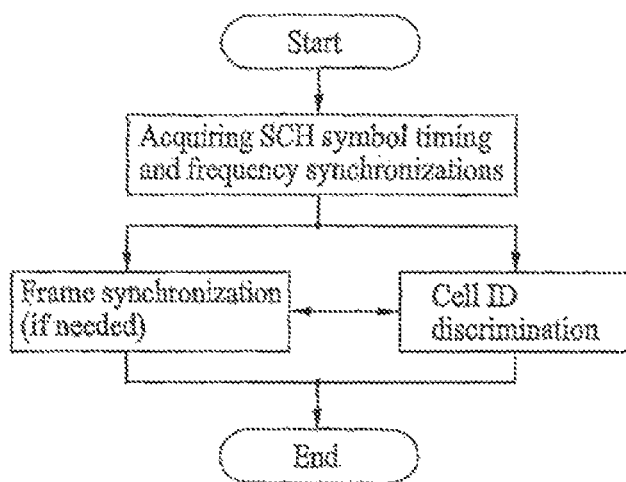 Start
Acquiring SCH symbol timing
and frequency synchronizations
Frame synchronization
(if needed)
Cell ID
discrimination
End